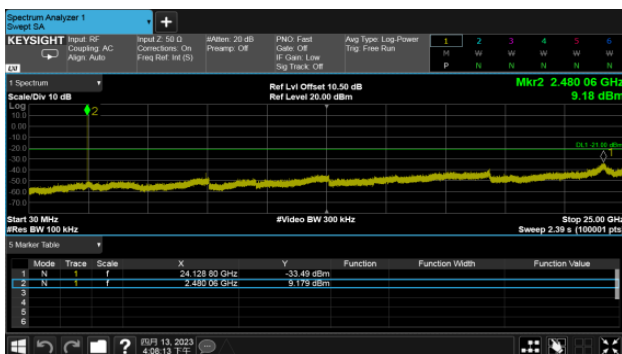 Spectrum Analyzer 1
Swept SA
KEYSIGHT
Input: RF
Coupling: AC
Align: Auto
Input Z: 50 Ω
Corrections: On
Freq Ref: Int (S)
#Atten: 20 dB
Preamp: Off
PNO: Fast
Gate: Off
IF Gain: Low
Sig Track: Off
Avg Type: Log-Power
Trig: Free Run
1 2 3 4 5 6
M W W W W W
P N N N N N
LXI
1 Spectrum
Scale/Div 10 dB
Ref Lvl Offset 10.50 dB
Ref Level 20.00 dBm
Mkr2 2.480 06 GHz
9.18 dBm
Log
10.0
0.00
-10.0
-20.0
-30.0
-40.0
-50.0
-60.0
-70.0
2
DL1 -21.00 dBm
1
Start 30 MHz
#Res BW 100 kHz
#Video BW 300 kHz
Stop 25.00 GHz
Sweep 2.39 s (100001 pts)
5 Marker Table
Mode Trace Scale X Y Function Function Width Function Value
1 N 1 f 24.128 80 GHz -33.49 dBm
2 N 1 f 2.480 06 GHz 9.179 dBm
3
4
5
6
?
四月 13, 2023
4:08:13 下午